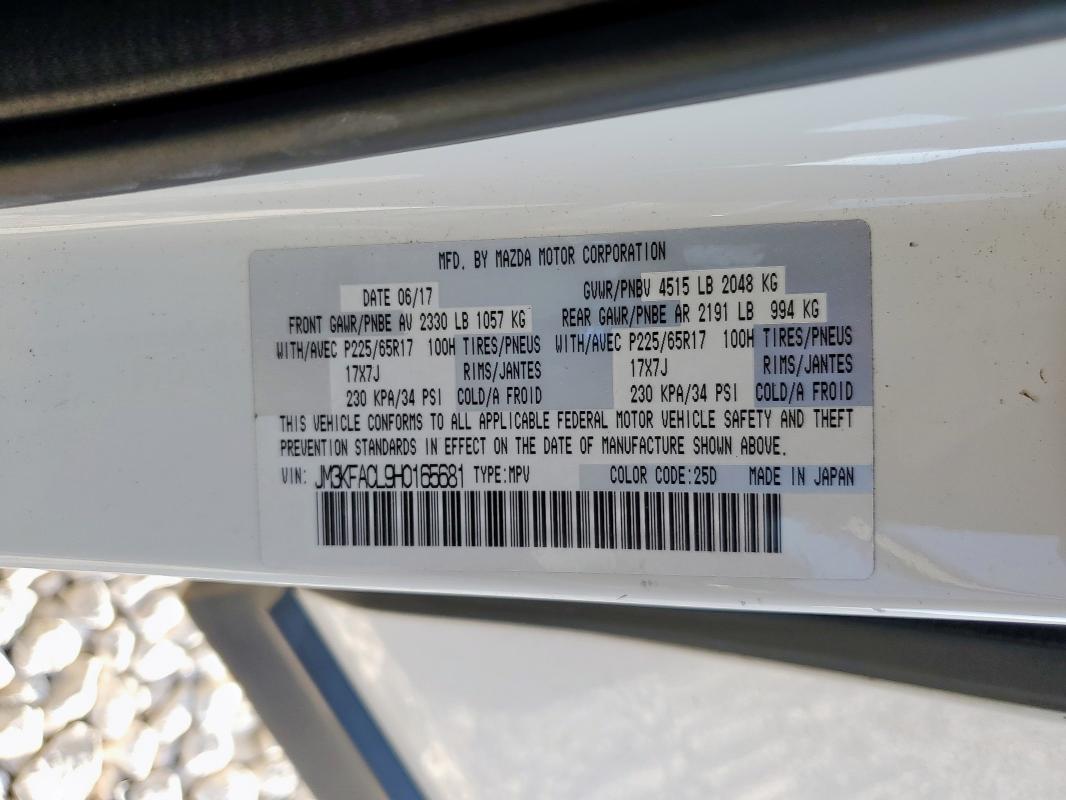 MFD. BY MAZDA MOTOR CORPORATION
DATE 06/17 GVWR/PNBV 4515 LB 2048 KG
FRONT GAWR/PNBE AV 2330 LB 1057 KG REAR GAWR/PNBE AR 2191 LB 994 KG
WITH/AVEC P225/65R17 100H TIRES/PNEUS WITH/AVEC P225/65R17 100H TIRES/PNEUS
17X7J RIMS/JANTES 17X7J RIMS/JANTES
230 KPA/34 PSI COLD/A FROID 230 KPA/34 PSI COLD/A FROID
THIS VEHICLE CONFORMS TO ALL APPLICABLE FEDERAL MOTOR VEHICLE SAFETY AND THEFT
PREVENTION STANDARDS IN EFFECT ON THE DATE OF MANUFACTURE SHOWN ABOVE.
VIN: JM3KFACL9H0165681 TYPE:MPV COLOR CODE:25D MADE IN JAPAN